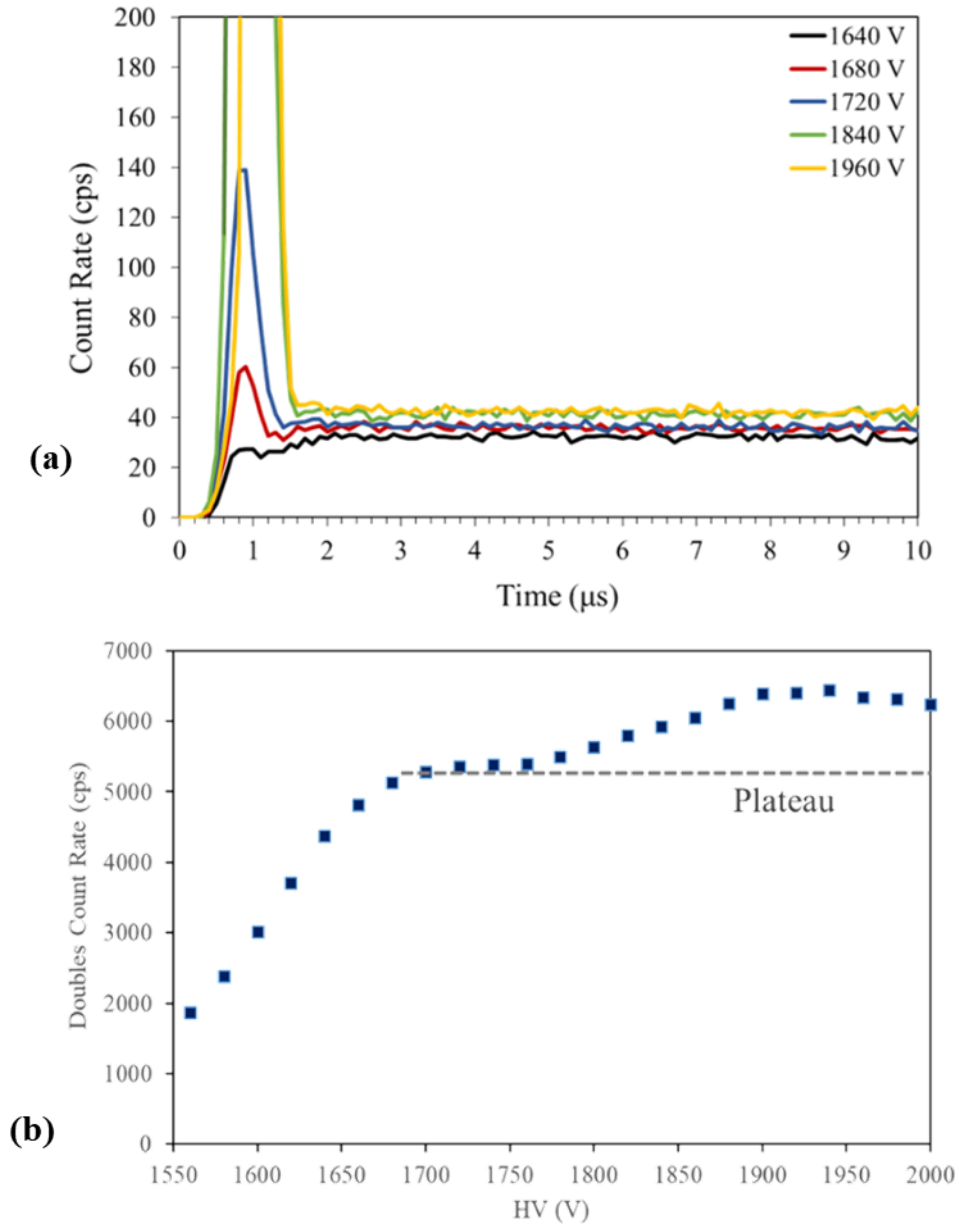 200
180
160
140
120
100
80
60
40
20
0
Count Rate (cps)
1640 V
1680 V
1720 V
1840 V
1960 V
(a)
0 1 2 3 4 5 6 7 8 9 10
Time (μs)
7000
6000
5000
4000
3000
2000
1000
0
Doubles Count Rate (cps)
Plateau
(b)
1550 1600 1650 1700 1750 1800 1850 1900 1950 2000
HV (V)